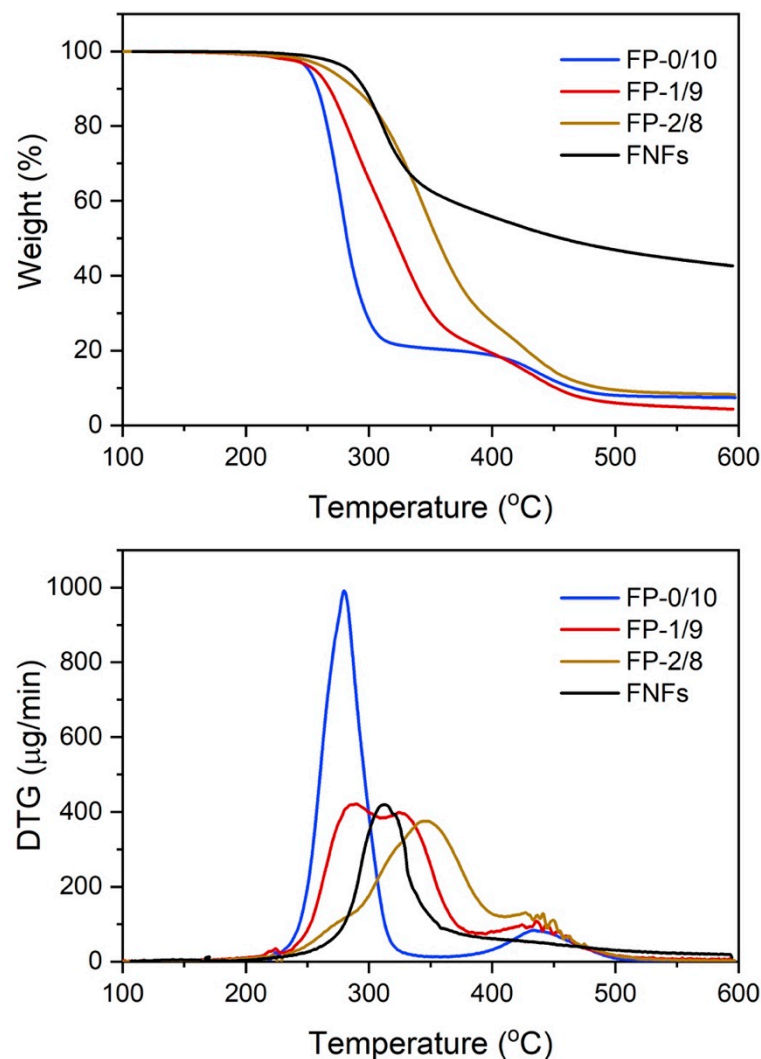 100
80
60
40
20
0
Weight (%)
FP-0/10
FP-1/9
FP-2/8
FNFs
100 200 300 400 500 600
Temperature (°C)
1000
800
600
400
200
0
DTG (μg/min)
FP-0/10
FP-1/9
FP-2/8
FNFs
100 200 300 400 500 600
Temperature (°C)